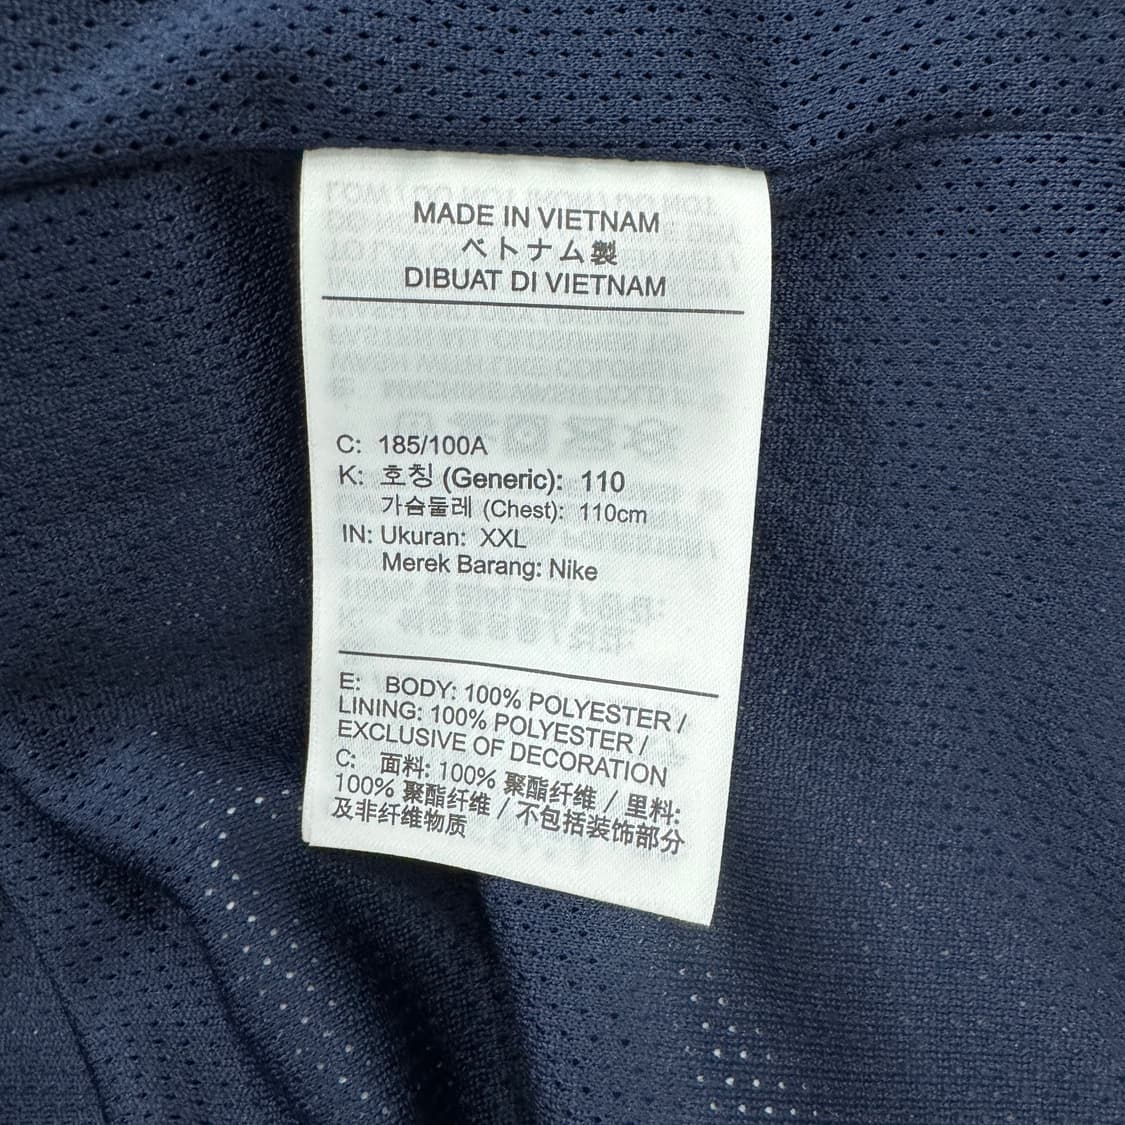 MADE IN VIETNAM
ベトナム製
DIBUAT DI VIETNAM
C: 185/100A
K: 호칭 (Generic): 110
가슴둘레 (Chest): 110cm
IN: Ukuran: XXL
Merek Barang: Nike
E: BODY: 100% POLYESTER /
LINING: 100% POLYESTER /
EXCLUSIVE OF DECORATION
C: 面料: 100% 聚酯纤维 / 里料:
100% 聚酯纤维 / 不包括装饰部分
及非纤维物质